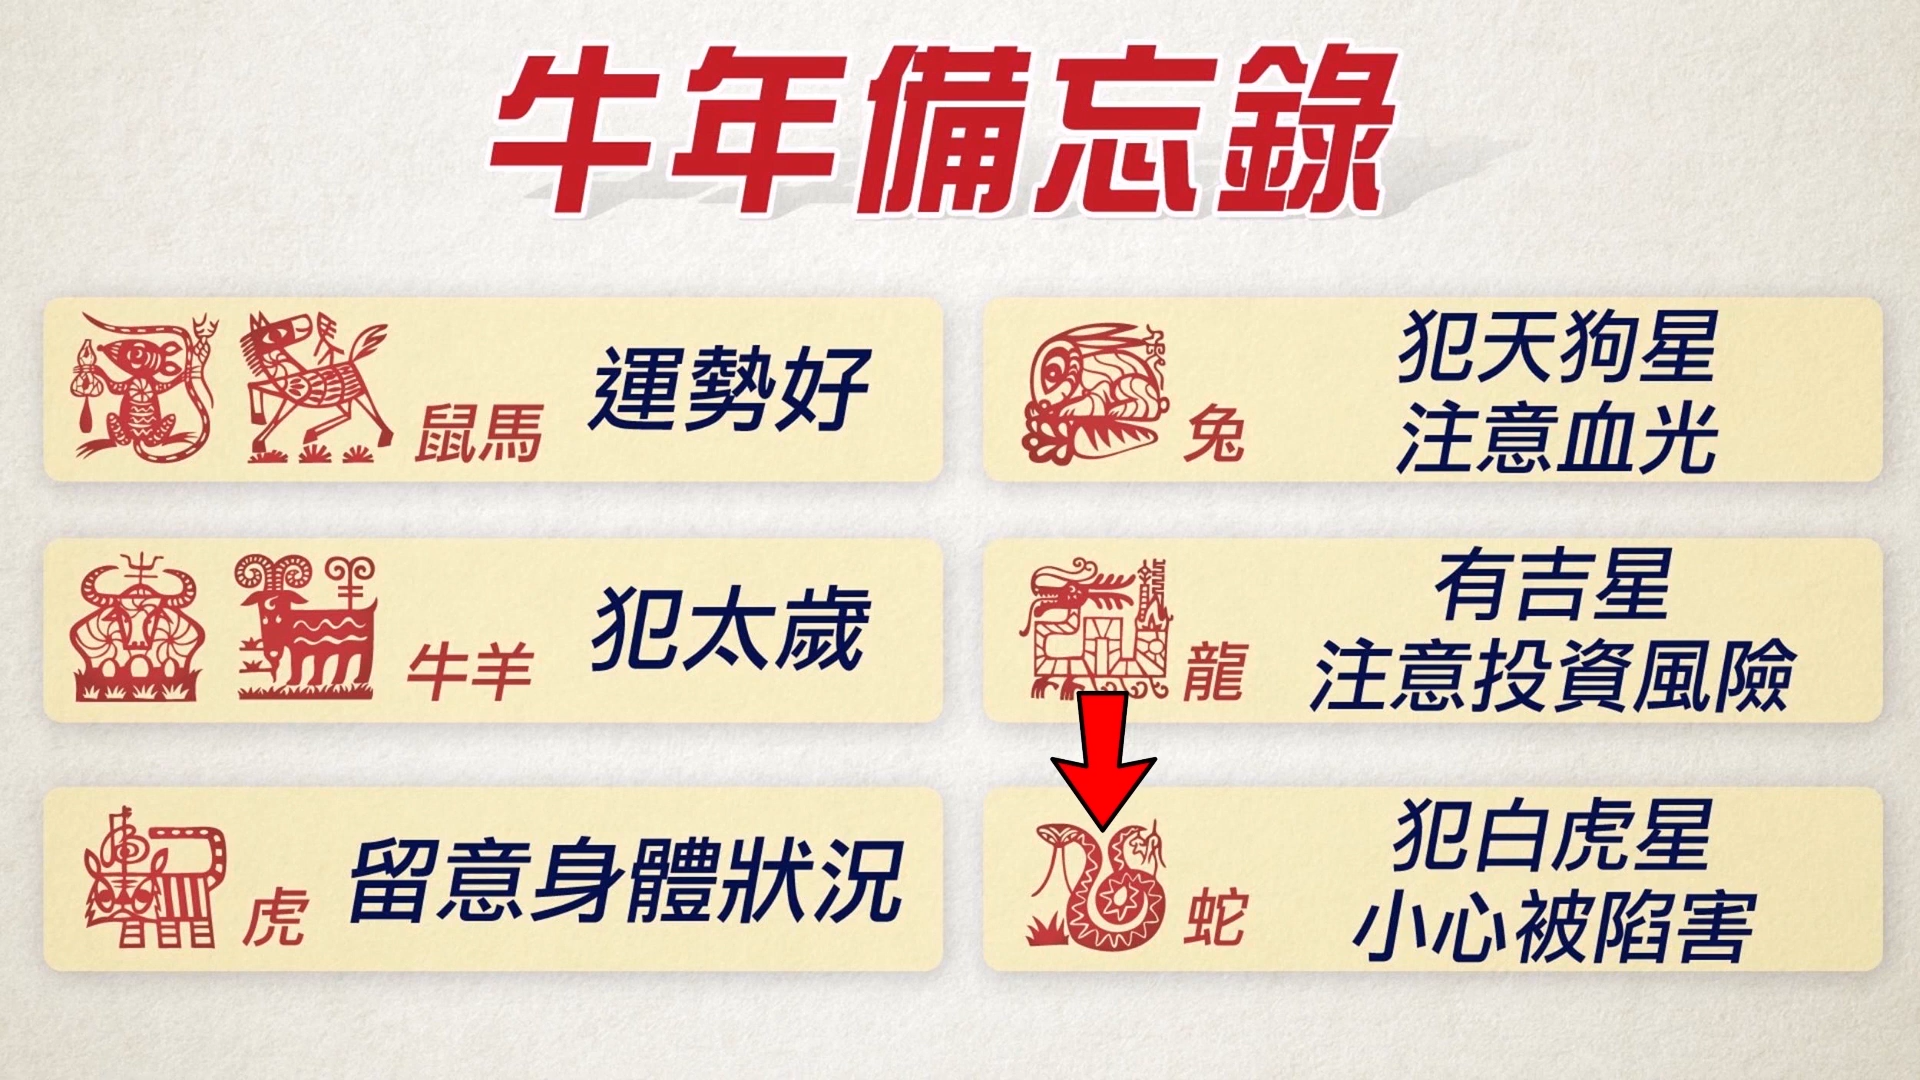 牛年備忘錄
鼠馬 運勢好
兔 犯天狗星
注意血光
牛羊 犯太歲
龍 有吉星
注意投資風險
虎 留意身體狀況
蛇 犯白虎星
小心被陷害